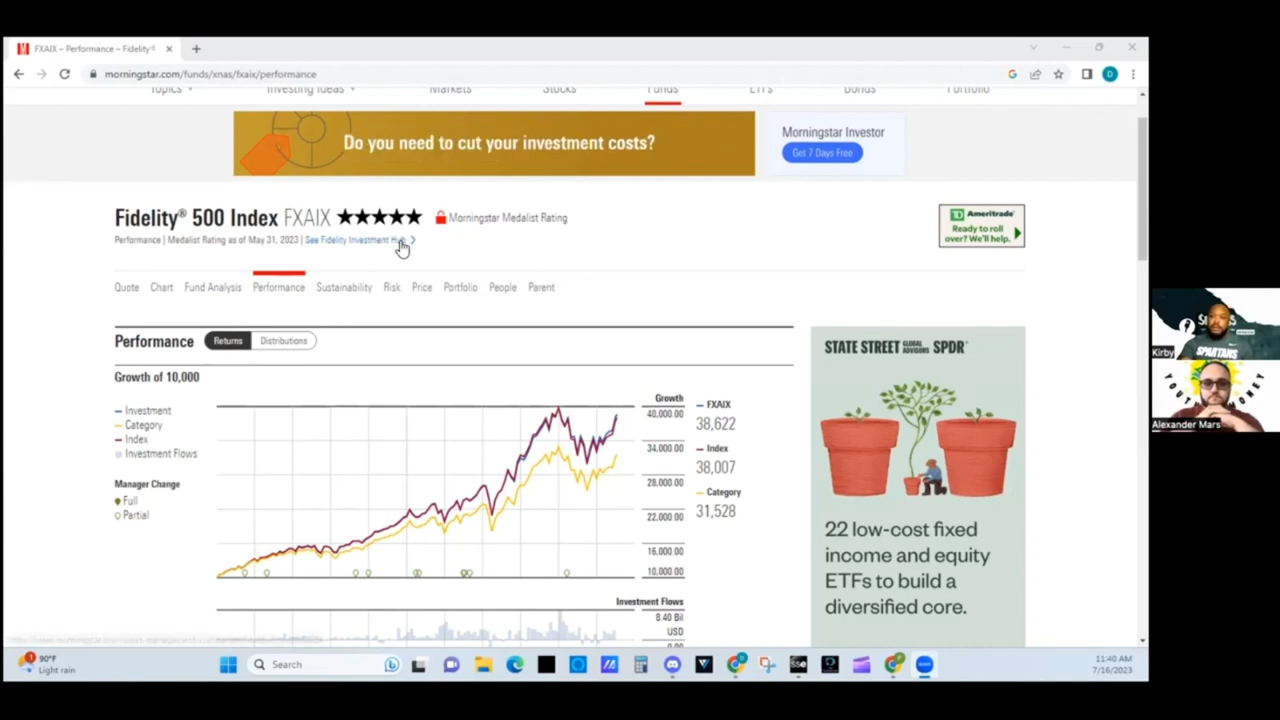 FXAIX – Performance – Fidelity®
morningstar.com/funds/xnas/fxaix/performance
Topics Investing Ideas Markets Stocks Funds ETFs Bonds Portfolio
Do you need to cut your investment costs?
Morningstar Investor
Get 7 Days Free
Fidelity® 500 Index FXAIX ★★★★★ Morningstar Medalist Rating
Performance | Medalist Rating as of May 31, 2023 | See Fidelity Investment Hub
TD Ameritrade
Ready to roll
over? We'll help.
Quote Chart Fund Analysis Performance Sustainability Risk Price Portfolio People Parent
Performance Returns Distributions
Growth of 10,000
Investment
Category
Index
Investment Flows
Manager Change
Full
Partial
Growth
40,000.00
34,000.00
28,000.00
22,000.00
16,000.00
10,000.00
FXAIX
38,622
Index
38,007
Category
31,528
Investment Flows
8.40 Bil
USD
0.00
STATE STREET GLOBAL ADVISORS SPDR®
22 low-cost fixed
income and equity
ETFs to build a
diversified core.
Kirby
SPARTANS
Alexander Mars
1
90°F
Light rain
Search
11:40 AM
7/16/2023